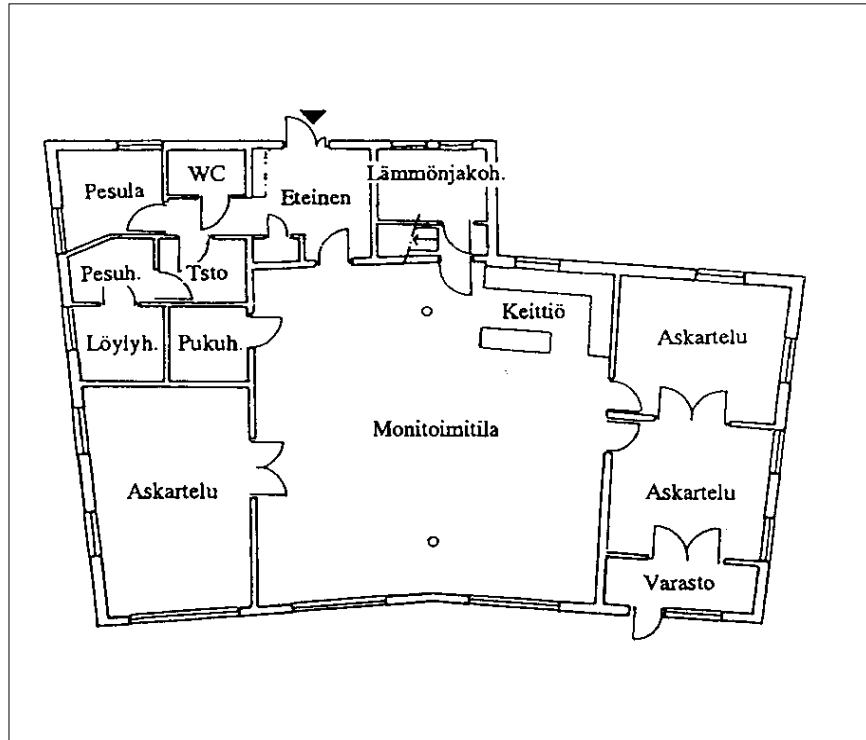 WC
Lämmönjakoh.
Pesula
Eteinen
Pesuh.
Tsto
Keittiö
Löylyh.
Pukuh.
Askartelu
Monitoimitila
Askartelu
Askartelu
Varasto